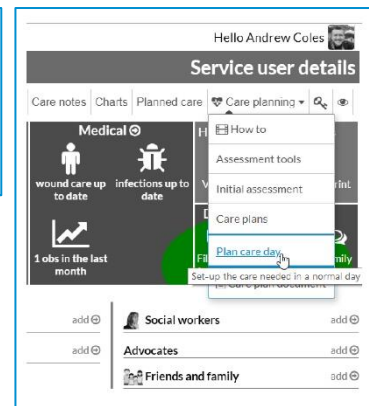 Hello Andrew Coles
Service user details
Care notes Charts Planned care Care planning
Medical
How to
wound care up to date
infections up to date
Assessment tools
Initial assessment
Care plans
1 obs in the last month
Plan care day
Set-up the care needed in a normal day
Care plan document
add Social workers add
add Advocates add
Friends and family add